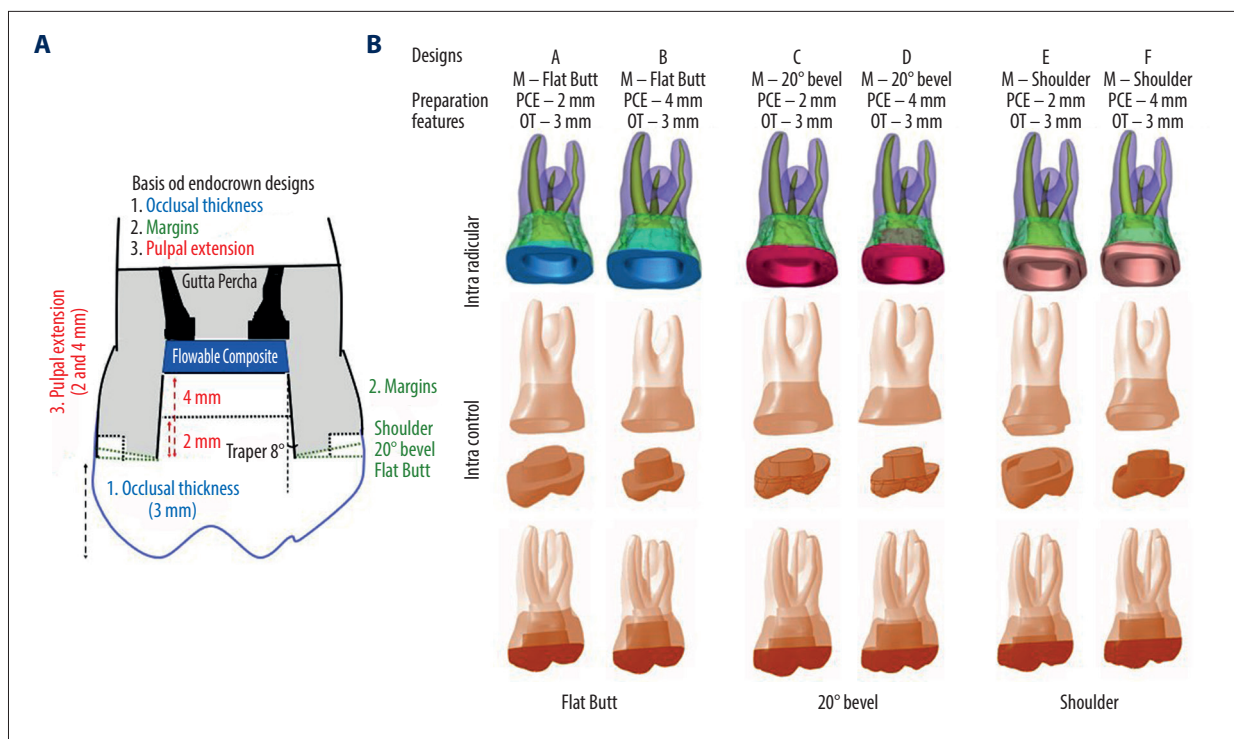 A
Basis od endocrown designs
1. Occlusal thickness
2. Margins
3. Pulpal extension
Gutta Percha
Flowable Composite
3. Pulpal extension
(2 and 4 mm)
4 mm
2 mm
2. Margins
Shoulder
20° bevel
Flat Butt
Traper 8°
1. Occlusal thickness
(3 mm)
B
Designs
Preparation
features
A
M – Flat Butt
PCE – 2 mm
OT – 3 mm
B
M – Flat Butt
PCE – 4 mm
OT – 3 mm
C
M – 20° bevel
PCE – 2 mm
OT – 3 mm
D
M – 20° bevel
PCE – 4 mm
OT – 3 mm
E
M – Shoulder
PCE – 2 mm
OT – 3 mm
F
M – Shoulder
PCE – 4 mm
OT – 3 mm
Intra radicular
Intra control
Flat Butt
20° bevel
Shoulder